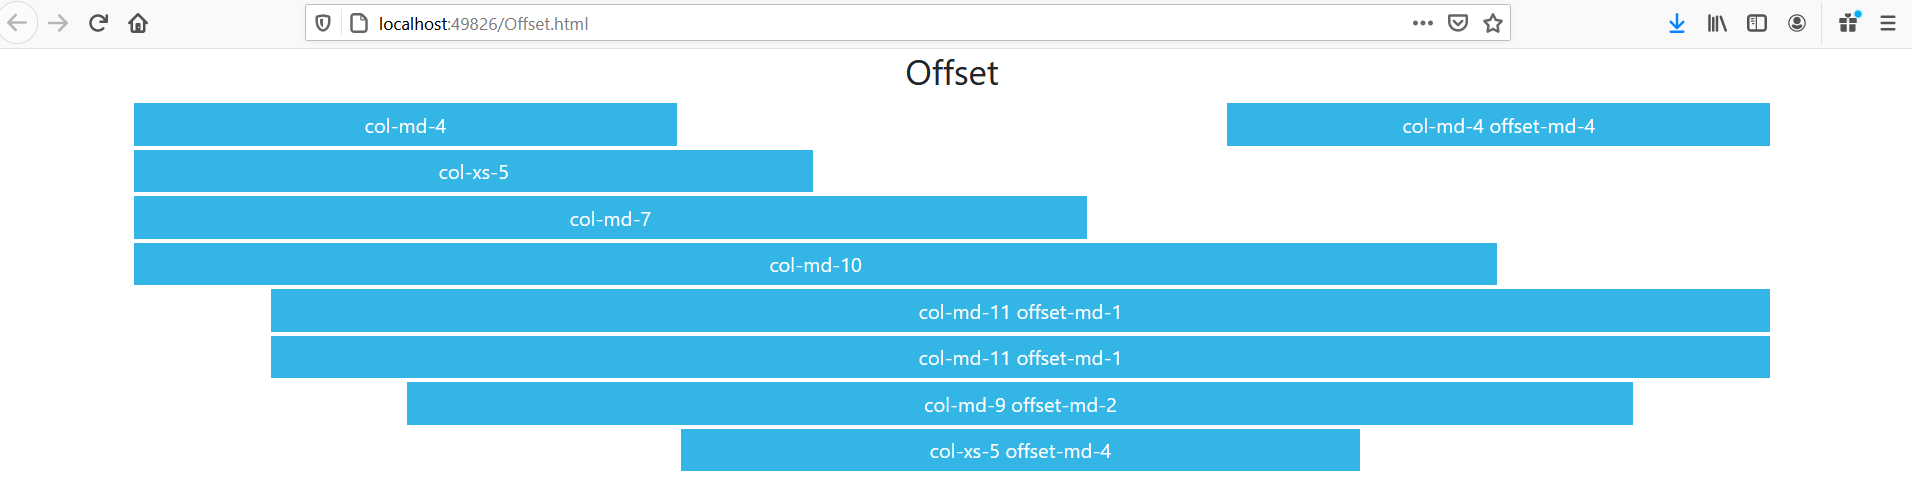 localhost:49826/Offset.html
Offset
col-md-4
col-md-4 offset-md-4
col-xs-5
col-md-7
col-md-10
col-md-11 offset-md-1
col-md-11 offset-md-1
col-md-9 offset-md-2
col-xs-5 offset-md-4